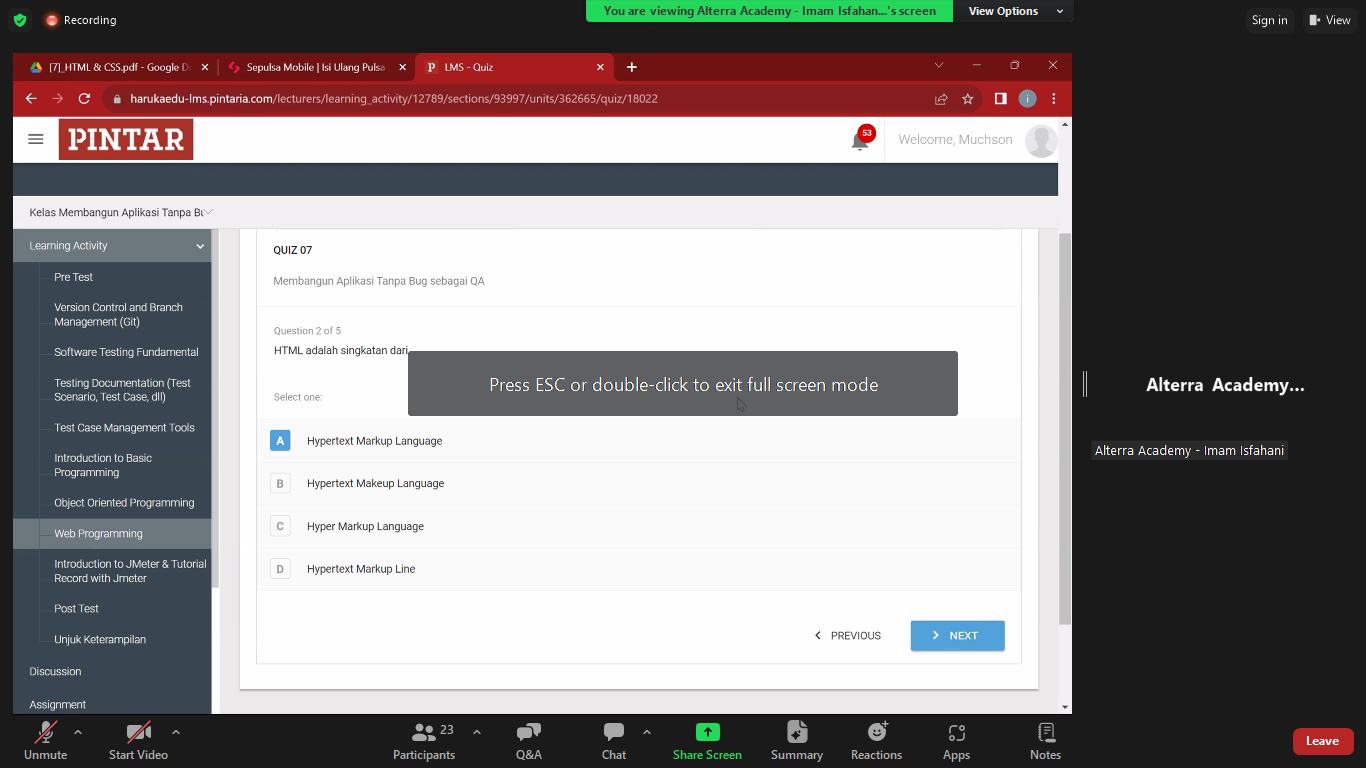 Recording
You are viewing Alterra Academy - Imam Isfahan...'s screen
View Options
Sign in
View
[7]_HTML & CSS.pdf - Google D
Sepulsa Mobile | Isi Ulang Pulsa
LMS - Quiz
harukaedu-lms.pintaria.com/lecturers/learning_activity/12789/sections/93997/units/362665/quiz/18022
i
PINTAR
53
Welcome, Muchson
Kelas Membangun Aplikasi Tanpa Bu
Learning Activity
Pre Test
Version Control and Branch
Management (Git)
Software Testing Fundamental
Testing Documentation (Test
Scenario, Test Case, dll)
Test Case Management Tools
Introduction to Basic
Programming
Object Oriented Programming
Web Programming
Introduction to JMeter & Tutorial
Record with Jmeter
Post Test
Unjuk Keterampilan
Discussion
Assignment
QUIZ 07
Membangun Aplikasi Tanpa Bug sebagai QA
Question 2 of 5
HTML adalah singkatan dari
Press ESC or double-click to exit full screen mode
Select one:
A Hypertext Markup Language
B Hypertext Makeup Language
C Hyper Markup Language
D Hypertext Markup Line
PREVIOUS
NEXT
Alterra Academy...
Alterra Academy - Imam Isfahani
Unmute
Start Video
23
Participants
Q&A
Chat
Share Screen
Summary
Reactions
Apps
Notes
Leave